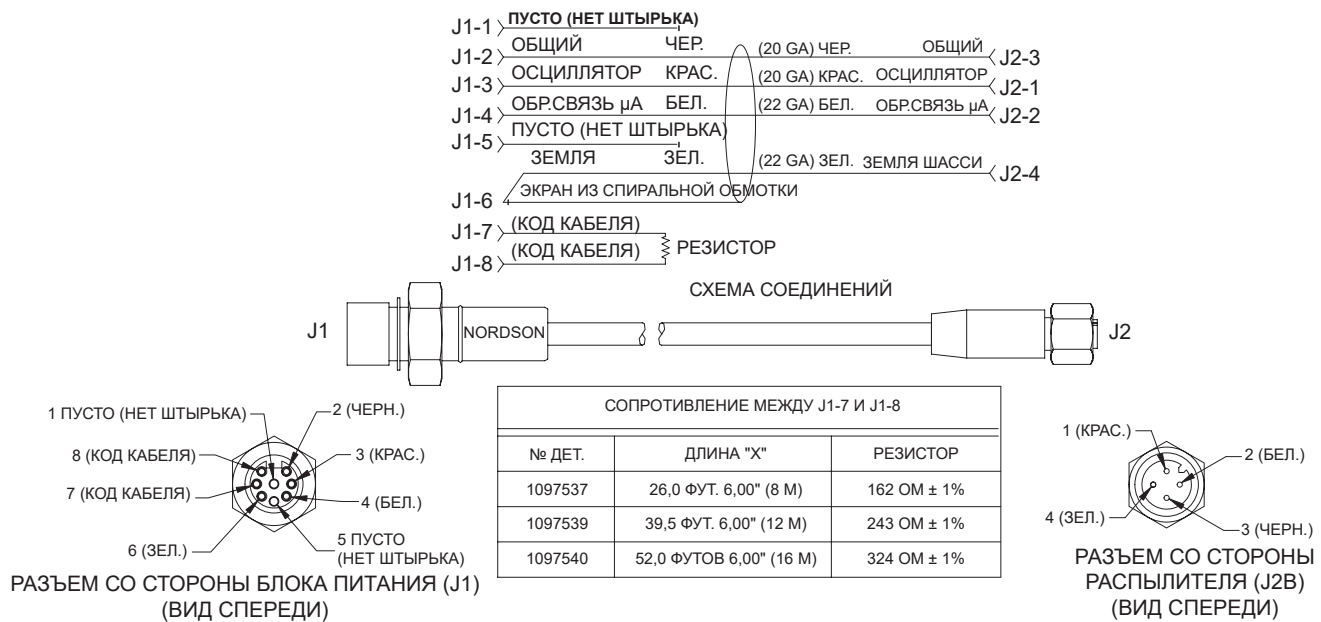 J1-1 ПУСТО (НЕТ ШТЫРЬКА)
J1-2 ОБЩИЙ ЧЕР. (20 GA) ЧЕР. ОБЩИЙ J2-3
J1-3 ОСЦИЛЛЯТОР КРАС. (20 GA) КРАС. ОСЦИЛЛЯТОР J2-1
J1-4 ОБР.СВЯЗЬ μА БЕЛ. (22 GA) БЕЛ. ОБР.СВЯЗЬ μА J2-2
J1-5 ПУСТО (НЕТ ШТЫРЬКА)
ЗЕМЛЯ ЗЕЛ. (22 GA) ЗЕЛ. ЗЕМЛЯ ШАССИ J2-4
J1-6 ЭКРАН ИЗ СПИРАЛЬНОЙ ОБМОТКИ
J1-7 (КОД КАБЕЛЯ)
J1-8 (КОД КАБЕЛЯ) РЕЗИСТОР
СХЕМА СОЕДИНЕНИЙ
J1 NORDSON J2
1 ПУСТО (НЕТ ШТЫРЬКА)
2 (ЧЕРН.)
8 (КОД КАБЕЛЯ)
3 (КРАС.)
7 (КОД КАБЕЛЯ)
4 (БЕЛ.)
6 (ЗЕЛ.)
5 ПУСТО
(НЕТ ШТЫРЬКА)
РАЗЪЕМ СО СТОРОНЫ БЛОКА ПИТАНИЯ (J1)
(ВИД СПЕРЕДИ)
СОПРОТИВЛЕНИЕ МЕЖДУ J1-7 И J1-8
№ ДЕТ. ДЛИНА "X" РЕЗИСТОР
1097537 26,0 ФУТ. 6,00" (8 М) 162 ОМ ± 1%
1097539 39,5 ФУТ. 6,00" (12 М) 243 ОМ ± 1%
1097540 52,0 ФУТОВ 6,00" (16 М) 324 ОМ ± 1%
1 (КРАС.)
2 (БЕЛ.)
4 (ЗЕЛ.)
3 (ЧЕРН.)
РАЗЪЕМ СО СТОРОНЫ
РАСПЫЛИТЕЛЯ (J2B)
(ВИД СПЕРЕДИ)